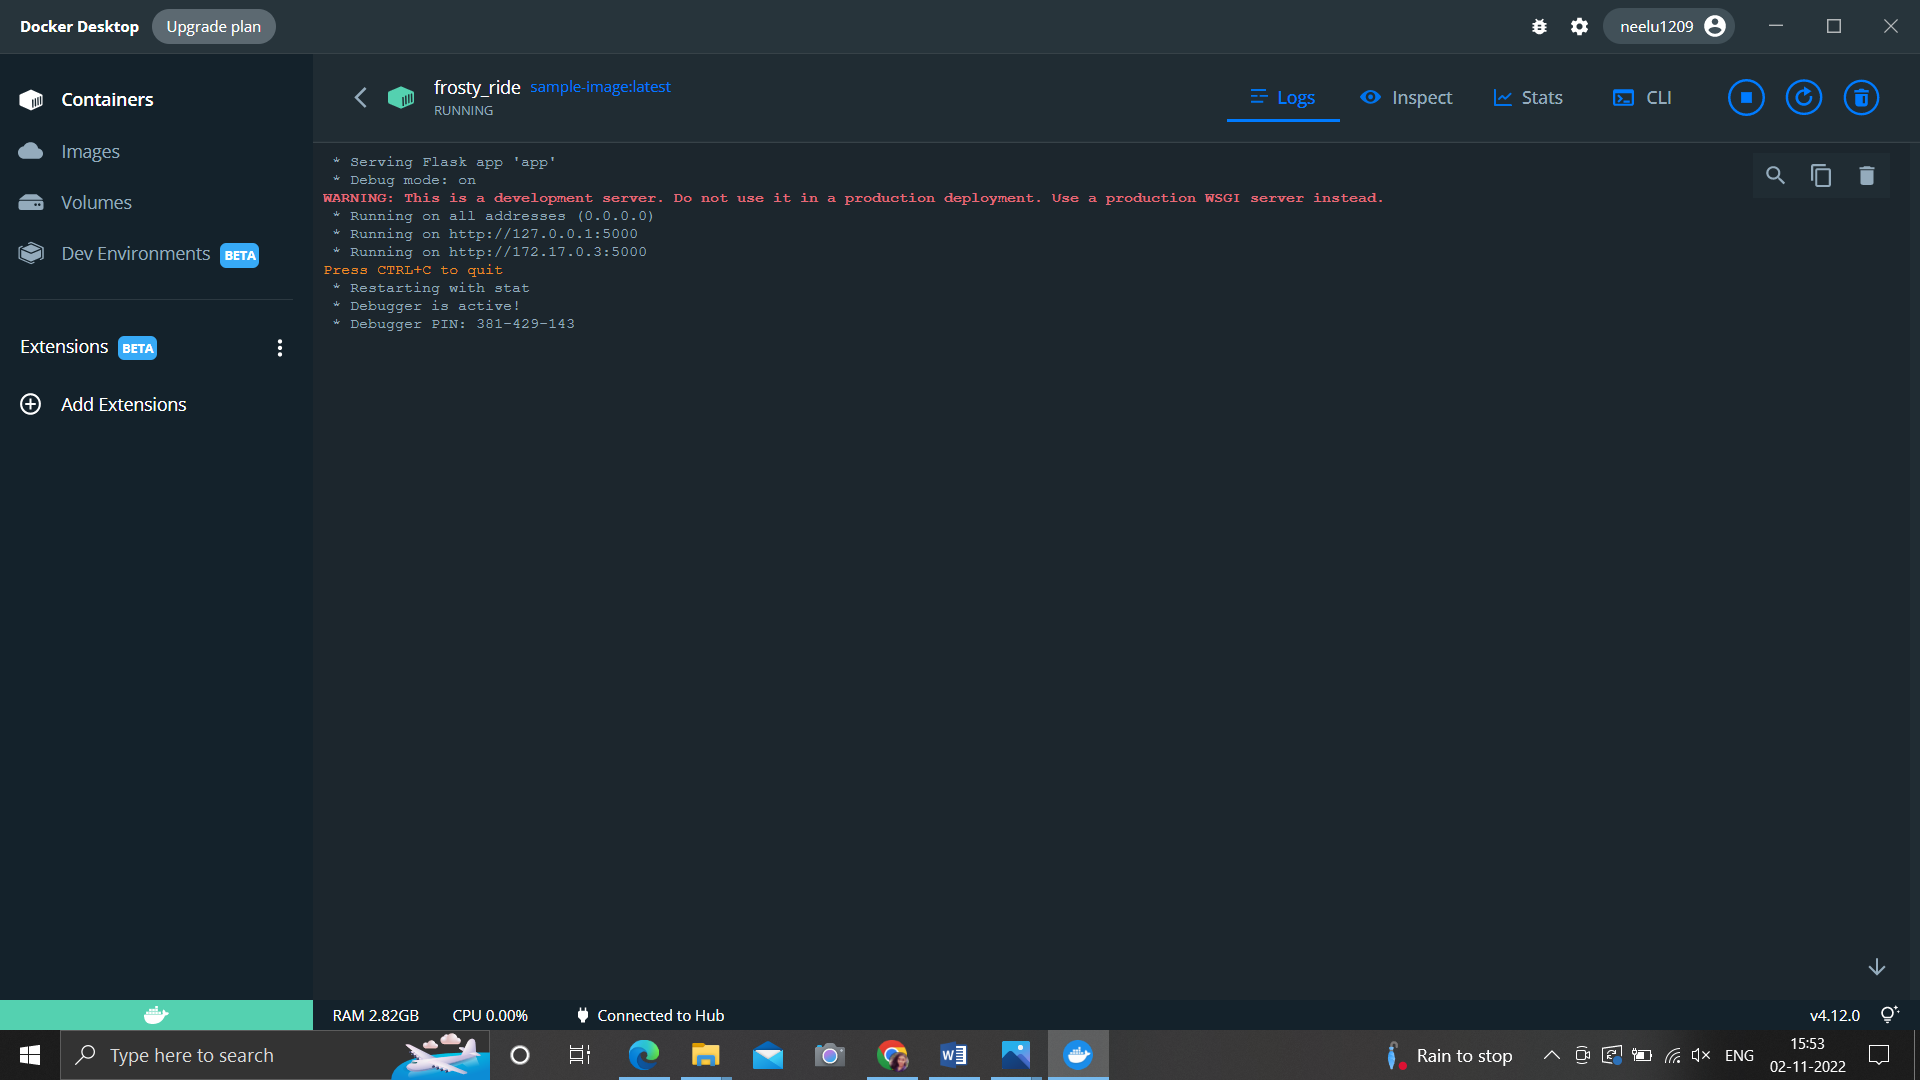 Docker Desktop Upgrade plan neelu1209
Containers
Images
Volumes
Dev Environments BETA
Extensions BETA
Add Extensions
frosty_ride sample-image:latest
RUNNING
Logs Inspect Stats CLI
* Serving Flask app 'app'
* Debug mode: on
WARNING: This is a development server. Do not use it in a production deployment. Use a production WSGI server instead.
* Running on all addresses (0.0.0.0)
* Running on http://127.0.0.1:5000
* Running on http://172.17.0.3:5000
Press CTRL+C to quit
* Restarting with stat
* Debugger is active!
* Debugger PIN: 381-429-143
RAM 2.82GB CPU 0.00% Connected to Hub v4.12.0
Type here to search Rain to stop ENG 15:53
02-11-2022